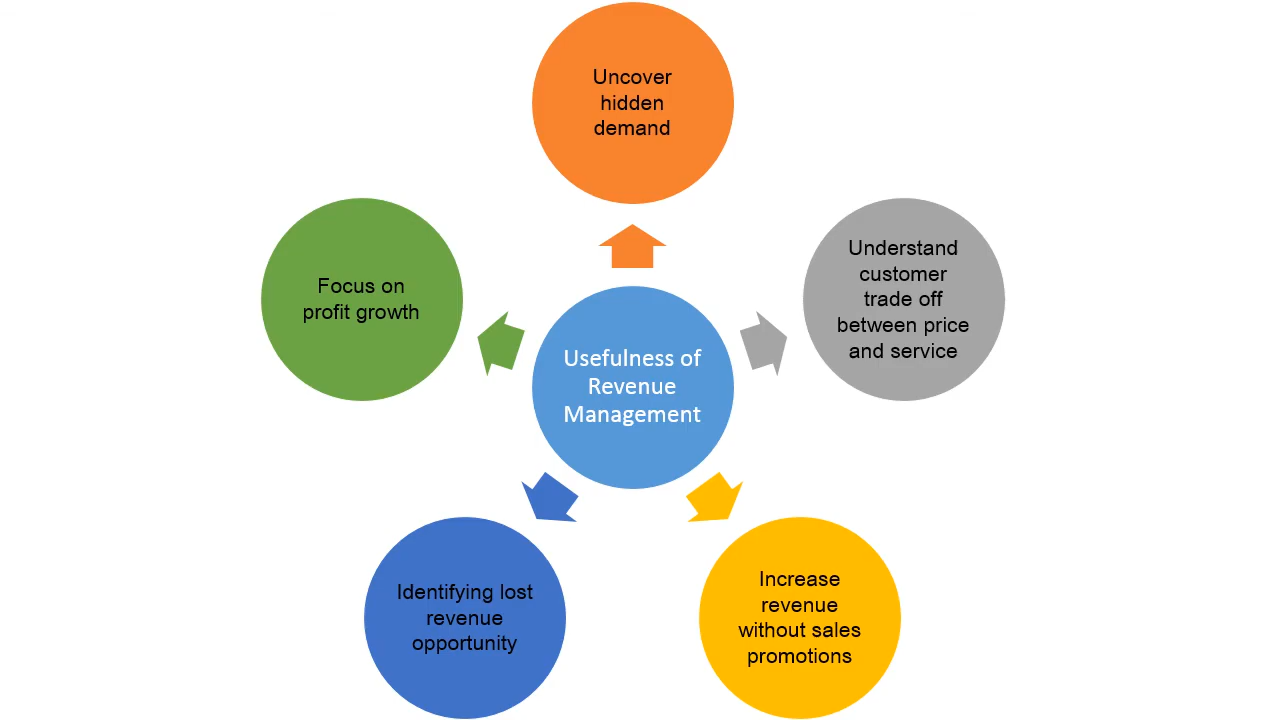 Uncover
hidden
demand
Focus on
profit growth
Understand
customer
trade off
between price
and service
Usefulness of
Revenue
Management
Identifying lost
revenue
opportunity
Increase
revenue
without sales
promotions